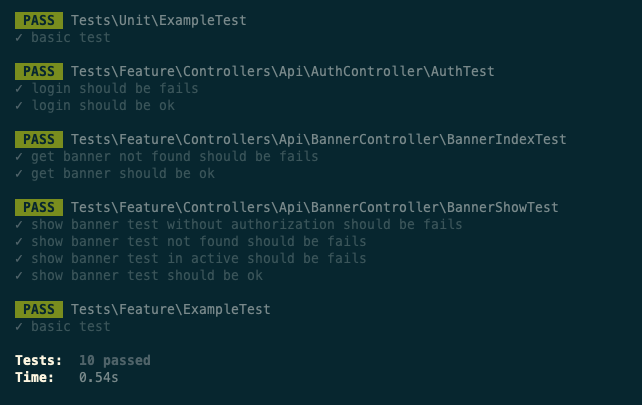 PASS Tests\Unit\ExampleTest
✓ basic test
PASS Tests\Feature\Controllers\Api\AuthController\AuthTest
✓ login should be fails
✓ login should be ok
PASS Tests\Feature\Controllers\Api\BannerController\BannerIndexTest
✓ get banner not found should be fails
✓ get banner should be ok
PASS Tests\Feature\Controllers\Api\BannerController\BannerShowTest
✓ show banner test without authorization should be fails
✓ show banner test not found should be fails
✓ show banner test in active should be fails
✓ show banner test should be ok
PASS Tests\Feature\ExampleTest
✓ basic test
Tests: 10 passed
Time: 0.54s